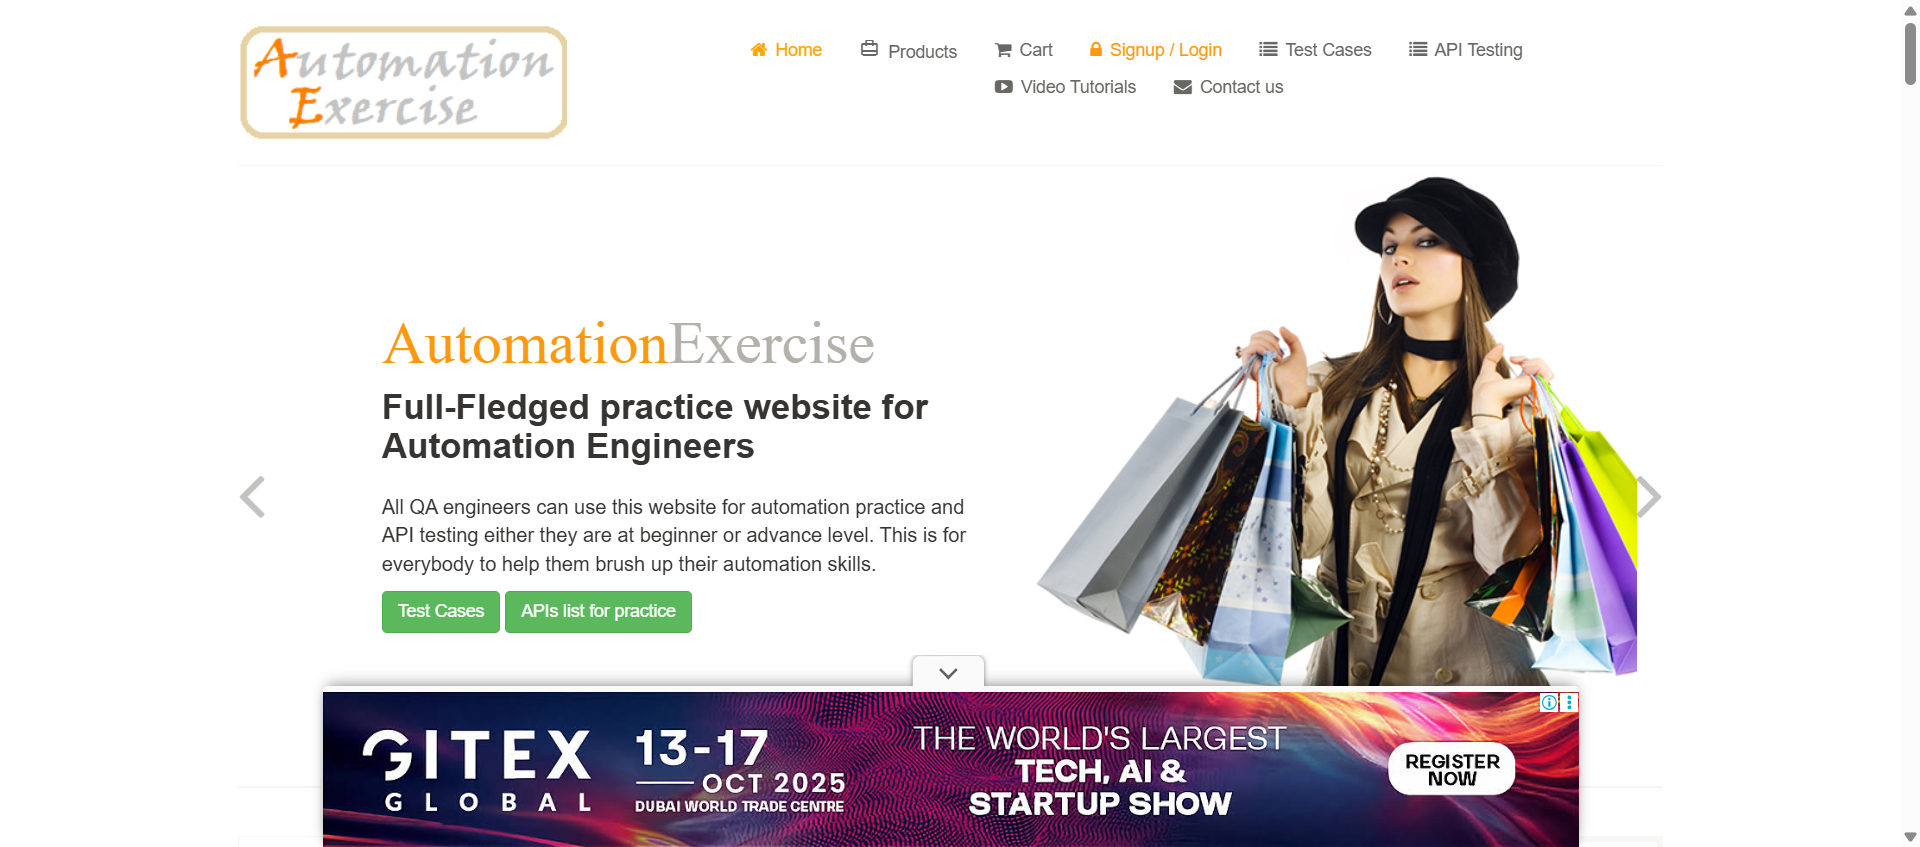 Automation
Exercise
Home
Products
Cart
Signup / Login
Test Cases
API Testing
Video Tutorials
Contact us
AutomationExercise
Full-Fledged practice website for
Automation Engineers
All QA engineers can use this website for automation practice and
API testing either they are at beginner or advance level. This is for
everybody to help them brush up their automation skills.
Test Cases
APIs list for practice
GITEX
GLOBAL
13-17
OCT 2025
DUBAI WORLD TRADE CENTRE
THE WORLD'S LARGEST
TECH, AI &
STARTUP SHOW
REGISTER
NOW